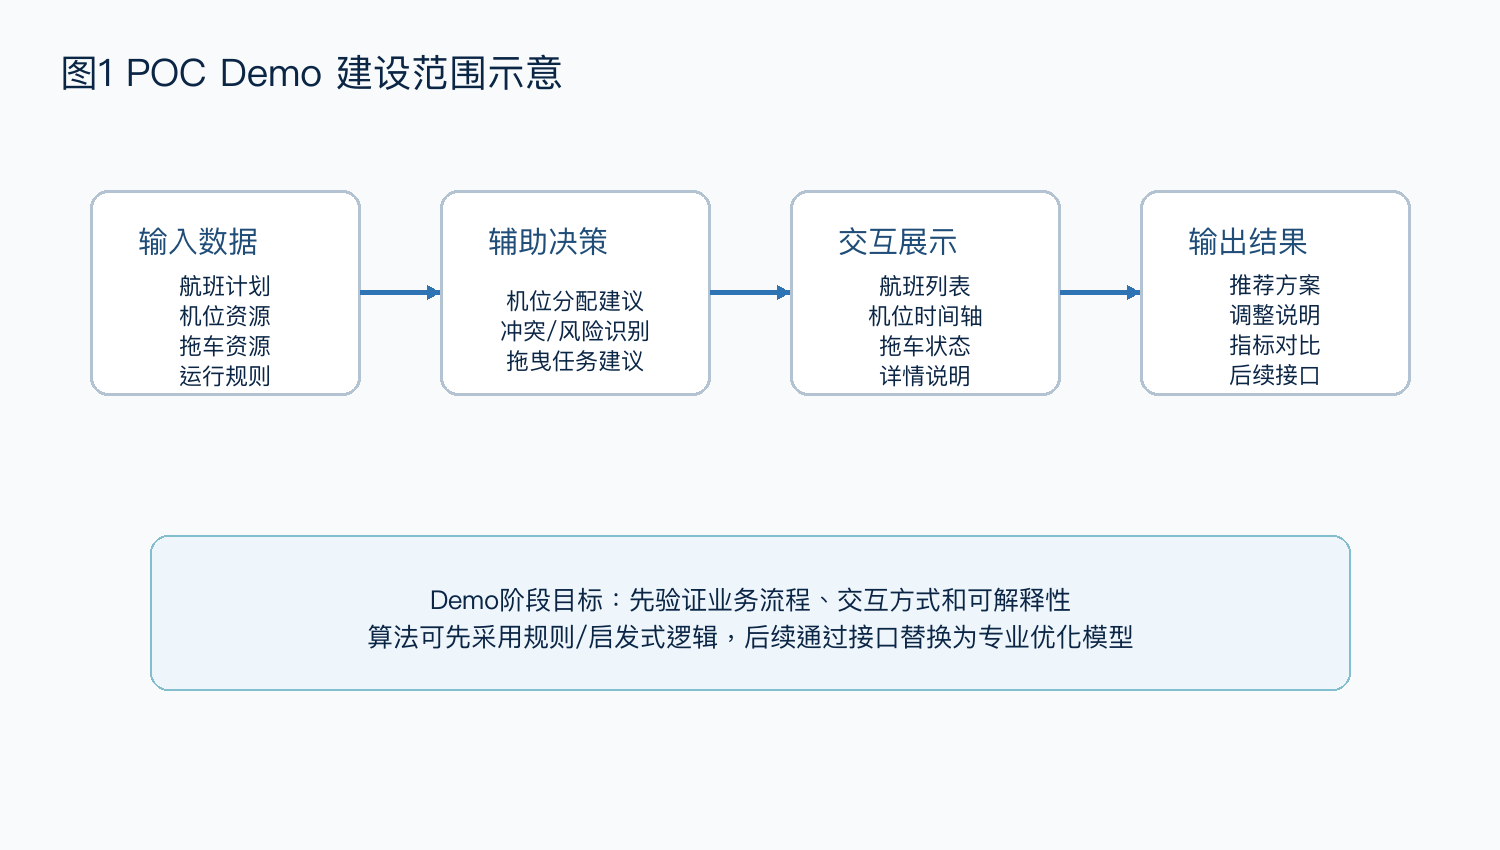 图1 POC Demo 建设范围示意
输入数据
航班计划
机位资源
拖车资源
运行规则
辅助决策
机位分配建议
冲突/风险识别
拖曳任务建议
交互展示
航班列表
机位时间轴
拖车状态
详情说明
输出结果
推荐方案
调整说明
指标对比
后续接口
Demo阶段目标：先验证业务流程、交互方式和可解释性
算法可先采用规则/启发式逻辑，后续通过接口替换为专业优化模型